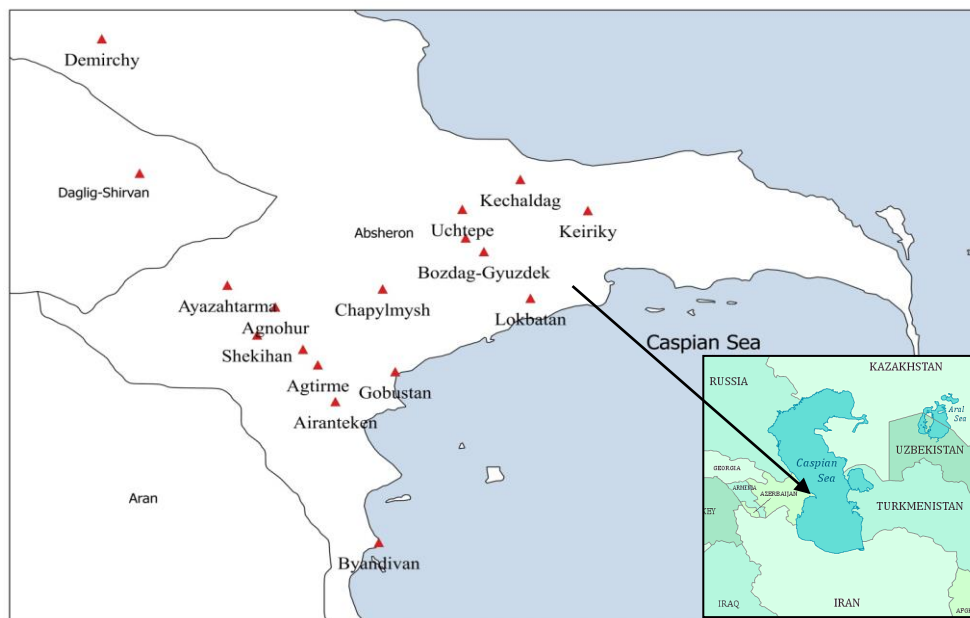 Demirchy
Daglig-Shirvan
Kechaldag
Uchtepe
Keiriky
Absheron
Bozdag-Gyuzdek
Ayazahtarma
Chapylmysh
Lokbatan
Agnohur
Shekihan
Caspian Sea
Agtirme
Gobustan
Airanteken
Aran
Byandivan
RUSSIA
KAZAKHSTAN
Aral
Sea
UZBEKISTAN
Caspian
Sea
GEORGIA
ARMENIA
AZERBAIJAN
TURKMENISTAN
KEY
IRAQ
IRAN
AFGH